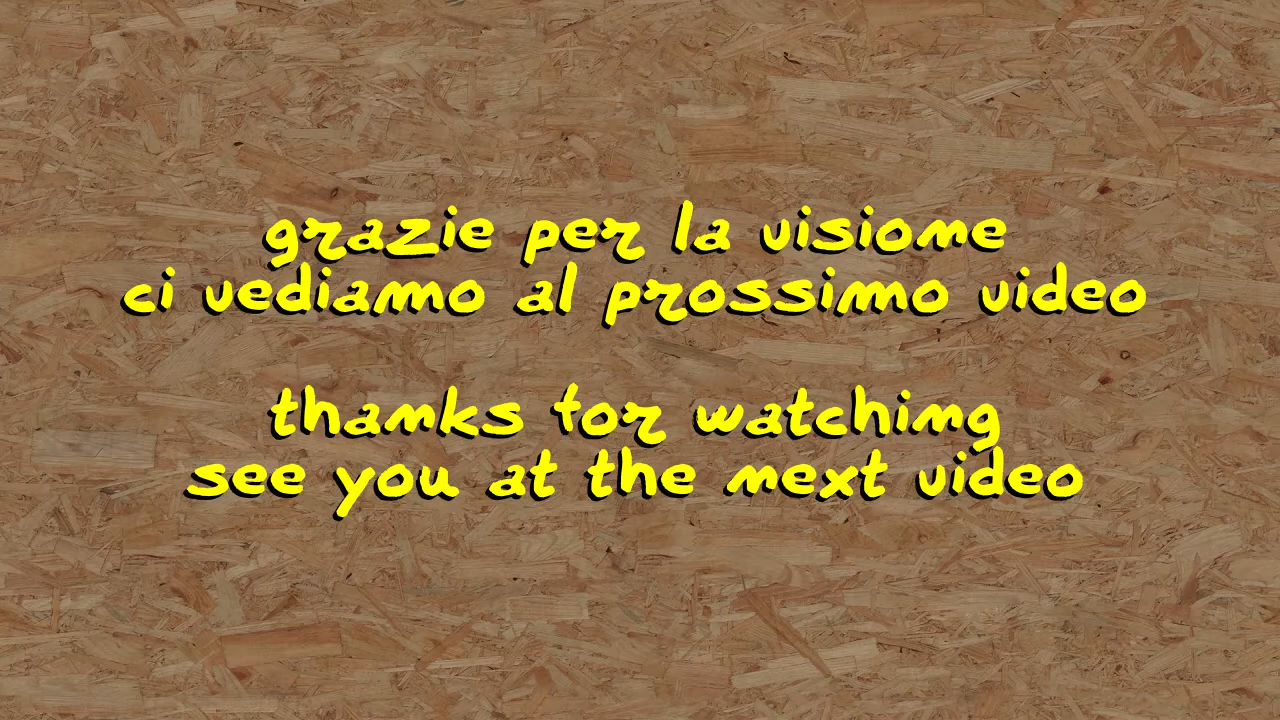 grazie per la visione
ci vediamo al prossimo video
thanks for watching
see you at the next video